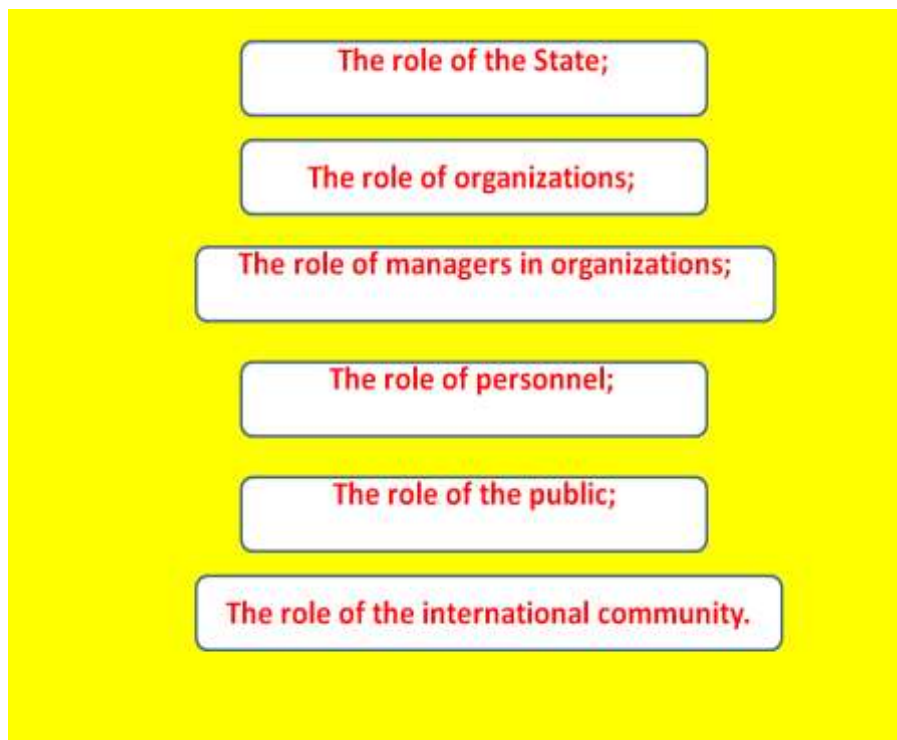 The role of the State;
The role of organizations;
The role of managers in organizations;
The role of personnel;
The role of the public;
The role of the international community.